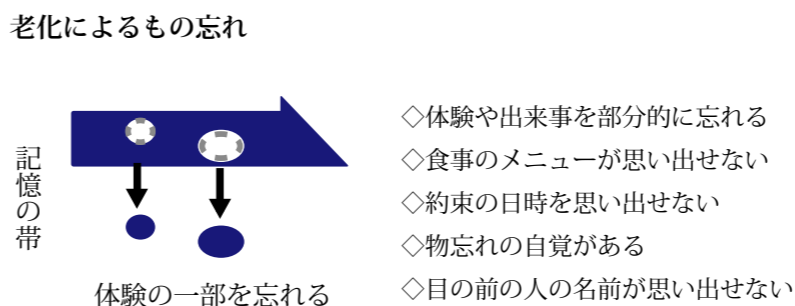 老化によるもの忘れ
記憶の帯
体験の一部を忘れる
◇体験や出来事を部分的に忘れる
◇食事のメニューが思い出せない
◇約束の日時を思い出せない
◇物忘れの自覚がある
◇目の前の人の名前が思い出せない